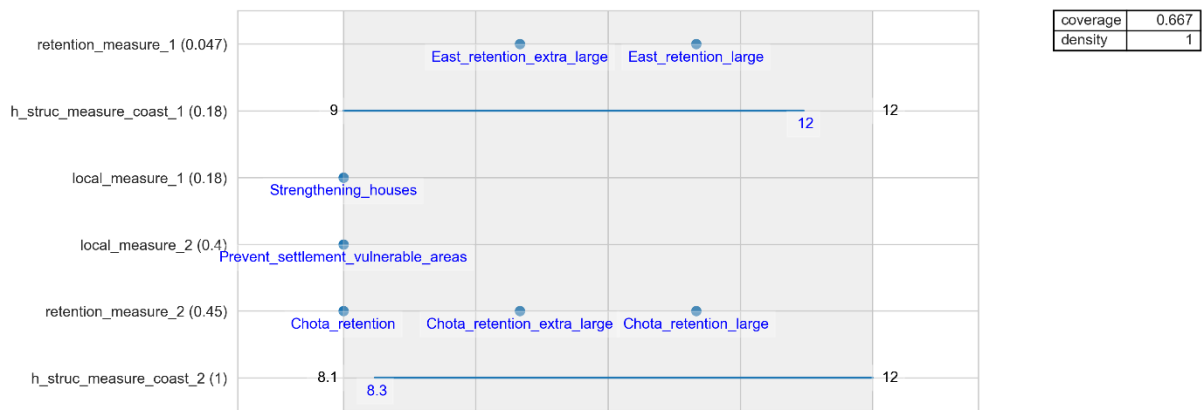 retention_measure_1 (0.047)
East_retention_extra_large
East_retention_large
coverage 0.667
density 1
h_struc_measure_coast_1 (0.18)
9
12
12
local_measure_1 (0.18)
Strengthening_houses
local_measure_2 (0.4)
Prevent_settlement_vulnerable_areas
retention_measure_2 (0.45)
Chota_retention
Chota_retention_extra_large
Chota_retention_large
h_struc_measure_coast_2 (1)
8.1
8.3
12